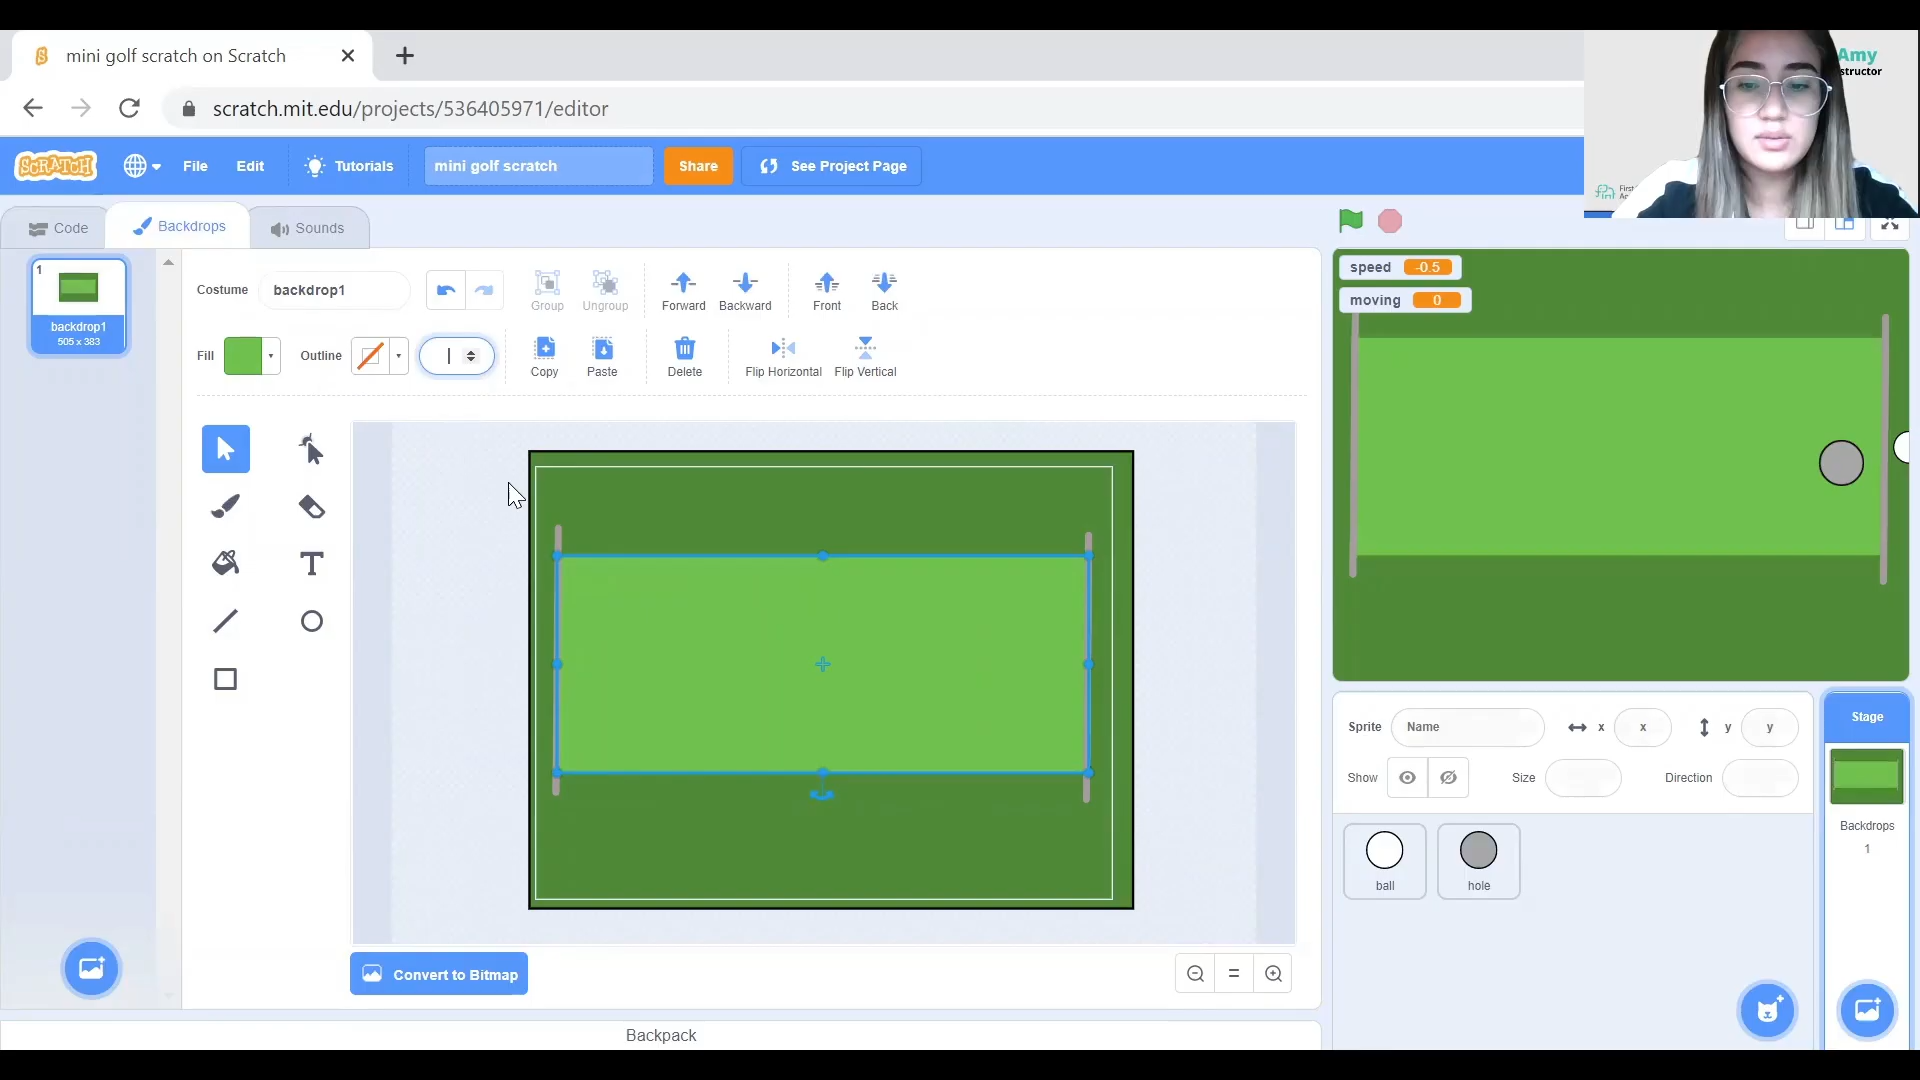 mini golf scratch on Scratch
Amy
structor
scratch.mit.edu/projects/536405971/editor
SCRATCH
File
Edit
Tutorials
mini golf scratch
Share
See Project Page
First
Code
Backdrops
Sounds
1
backdrop1
505 x 383
Costume
backdrop1
Group
Ungroup
Forward
Backward
Front
Back
Fill
Outline
Copy
Paste
Delete
Flip Horizontal
Flip Vertical
speed -0.5
moving 0
Convert to Bitmap
Backpack
Sprite
Name
x
x
y
y
Show
Size
Direction
ball
hole
Stage
Backdrops
1